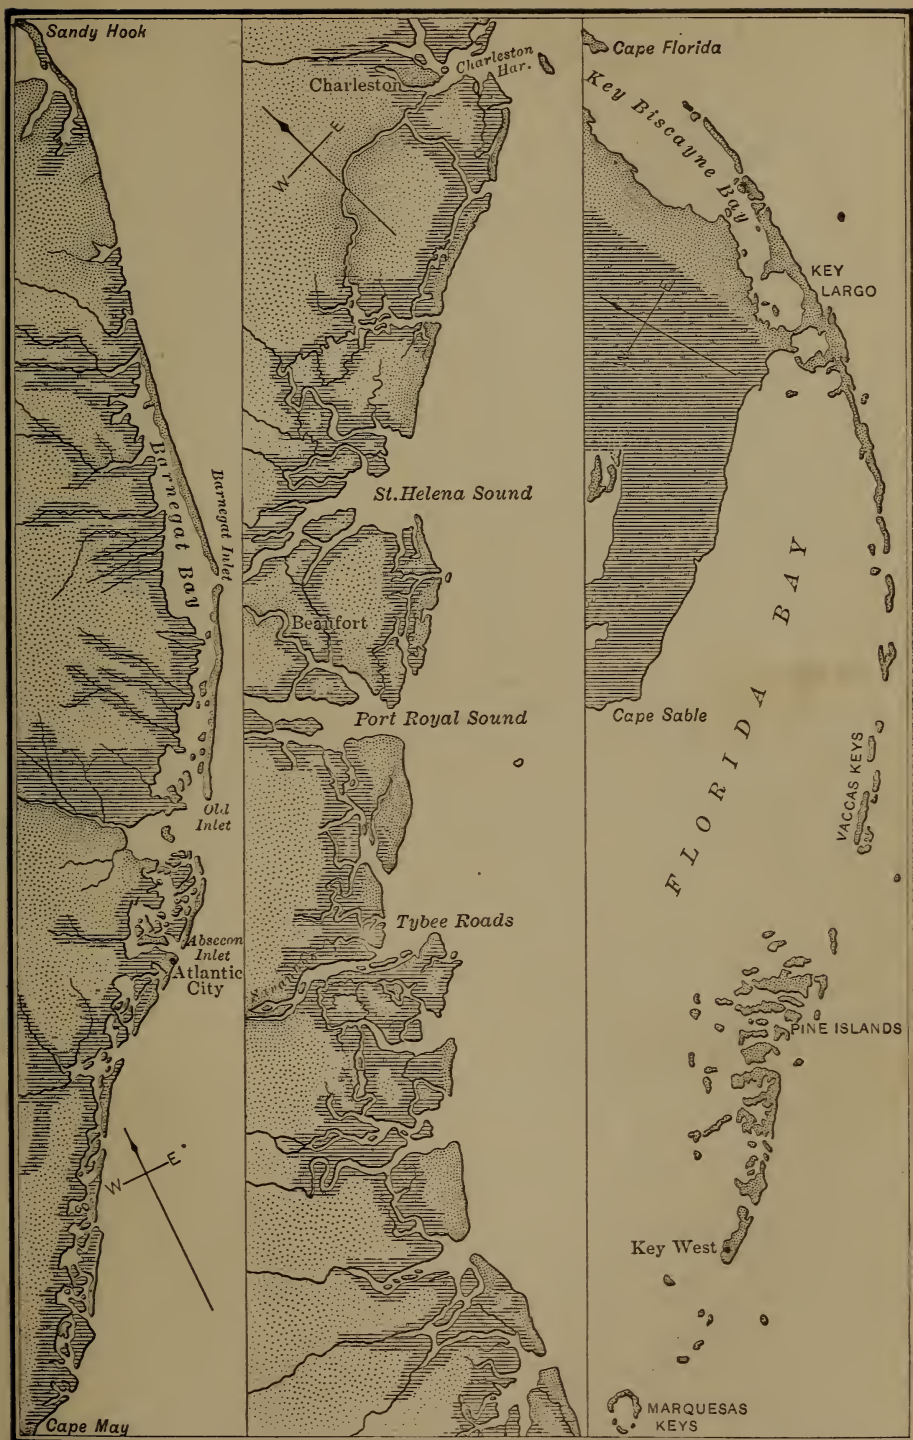 Sandy Hook
Barnegat Bay
Barnegat Inlet
Old
Inlet
Absecon
Inlet
Atlantic
City
W
E
Cape May
Charleston
Charleston
Har.
W
E
St. Helena Sound
Beaufort
Port Royal Sound
Tybee Roads
Cape Florida
Key Biscayne Bay
KEY
LARGO
FLORIDA BAY
Cape Sable
VACCAS KEYS
PINE ISLANDS
Key West
MARQUESAS
KEYS